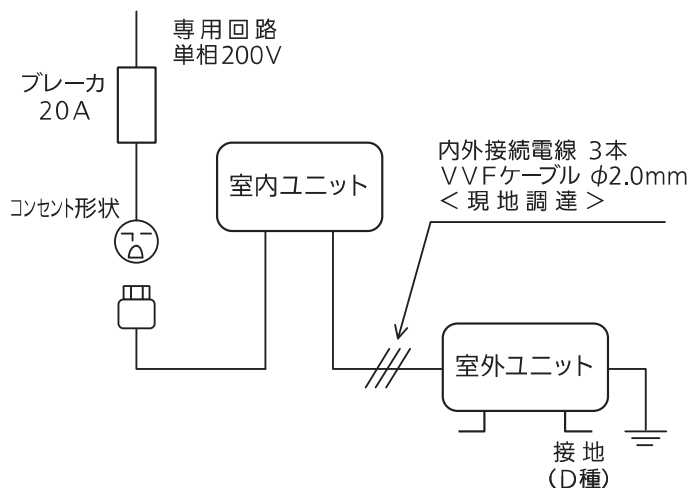 専用回路
単相200V
ブレーカ
20A
コンセント形状
室内ユニット
内外接続電線 3本
VVFケーブル φ2.0mm
<現地調達>
室外ユニット
接地
(D種)